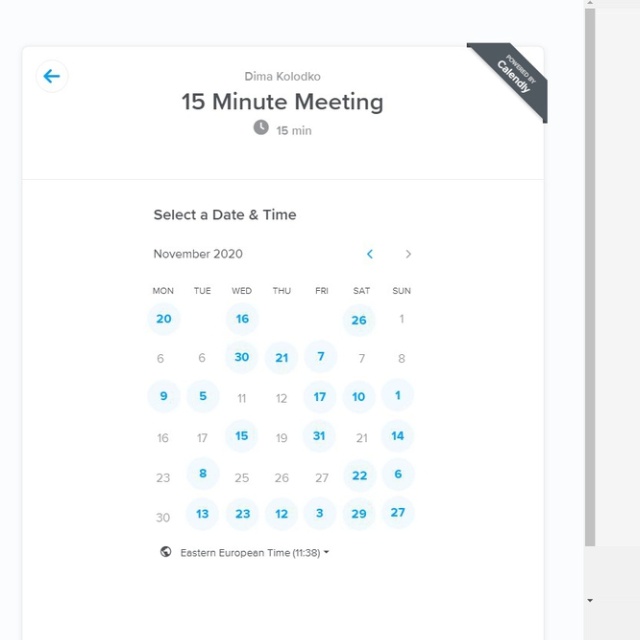 POWERED BY
Calendly
Dima Kolodko
15 Minute Meeting
15 min
Select a Date & Time
November 2020
MON TUE WED THU FRI SAT SUN
20 16 26 1
6 6 30 21 7 7 8
9 5 11 12 17 10 1
16 17 15 19 31 21 14
23 8 25 26 27 22 6
30 13 23 12 3 29 27
Eastern European Time (11:38)